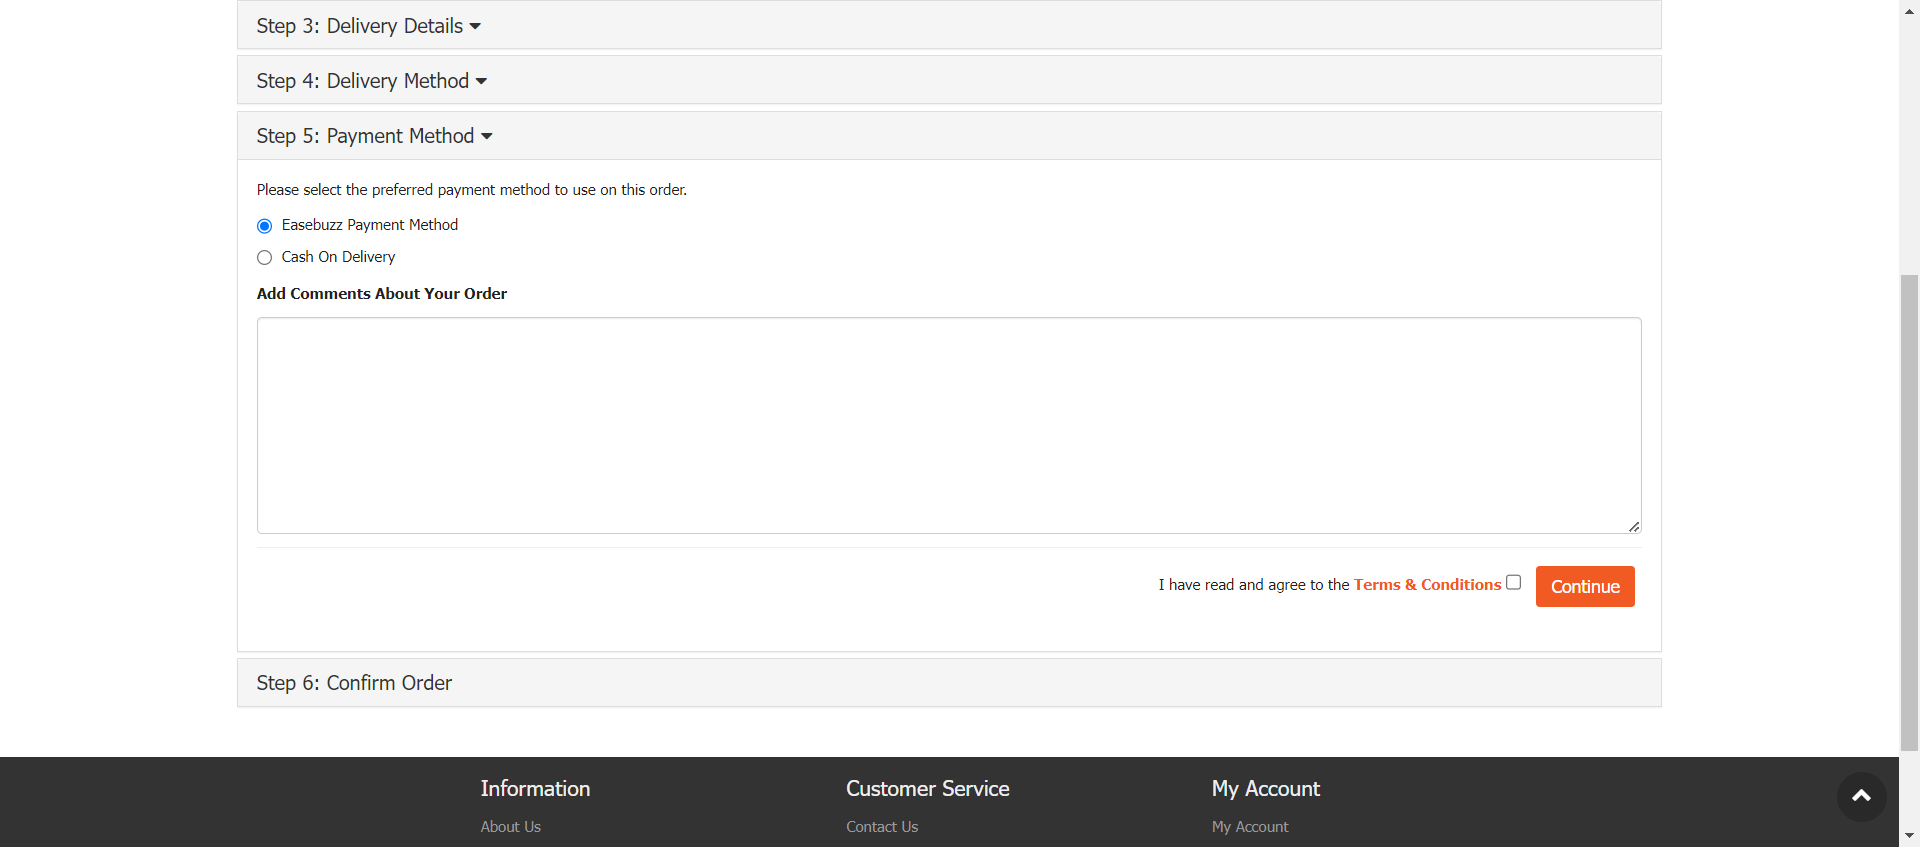 Step 3: Delivery Details
Step 4: Delivery Method
Step 5: Payment Method
Please select the preferred payment method to use on this order.
Easebuzz Payment Method
Cash On Delivery
Add Comments About Your Order
I have read and agree to the Terms & Conditions Continue
Step 6: Confirm Order
Information Customer Service My Account
About Us Contact Us My Account